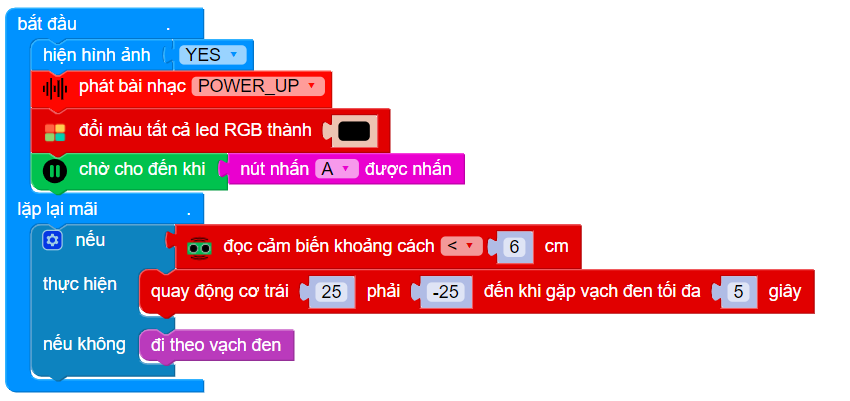 bắt đầu .
hiện hình ảnh YES
phát bài nhạc POWER_UP
đổi màu tất cả led RGB thành
chờ cho đến khi nút nhấn A được nhấn
lặp lại mãi .
nếu đọc cảm biến khoảng cách < 6 cm
thực hiện quay động cơ trái 25 phải -25 đến khi gặp vạch đen tối đa 5 giây
nếu không đi theo vạch đen